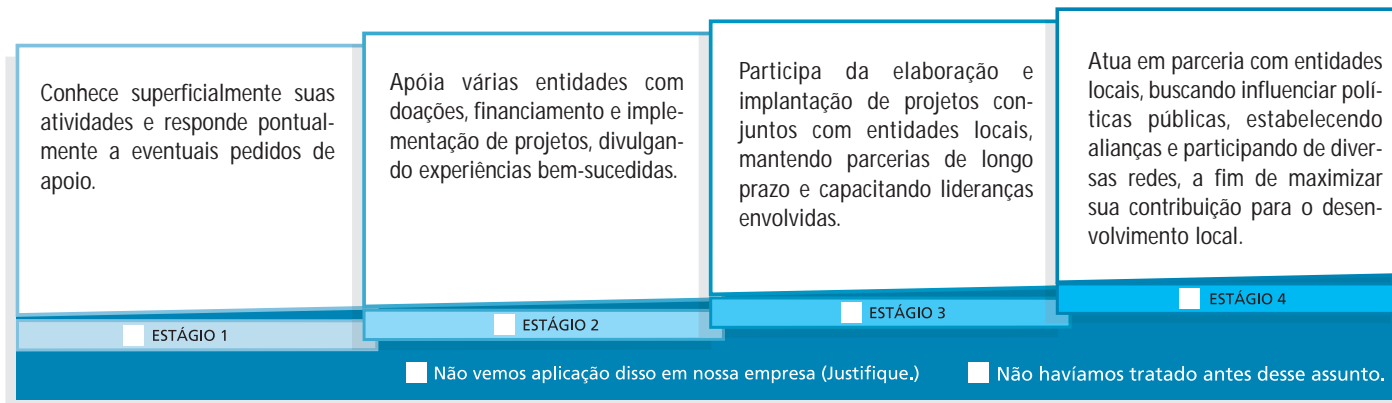 Conhece superficialmente suas
atividades e responde pontual-
mente a eventuais pedidos de
apoio.
ESTÁGIO 1
Apóia várias entidades com
doações, financiamento e imple-
mentação de projetos, divulgan-
do experiências bem-sucedidas.
ESTÁGIO 2
Participa da elaboração e
implantação de projetos con-
juntos com entidades locais,
mantendo parcerias de longo
prazo e capacitando lideranças
envolvidas.
ESTÁGIO 3
Atua em parceria com entidades
locais, buscando influenciar polí-
ticas públicas, estabelecendo
alianças e participando de diver-
sas redes, a fim de maximizar
sua contribuição para o desen-
volvimento local.
ESTÁGIO 4
Não vemos aplicação disso em nossa empresa (Justifique.)
Não havíamos tratado antes desse assunto.